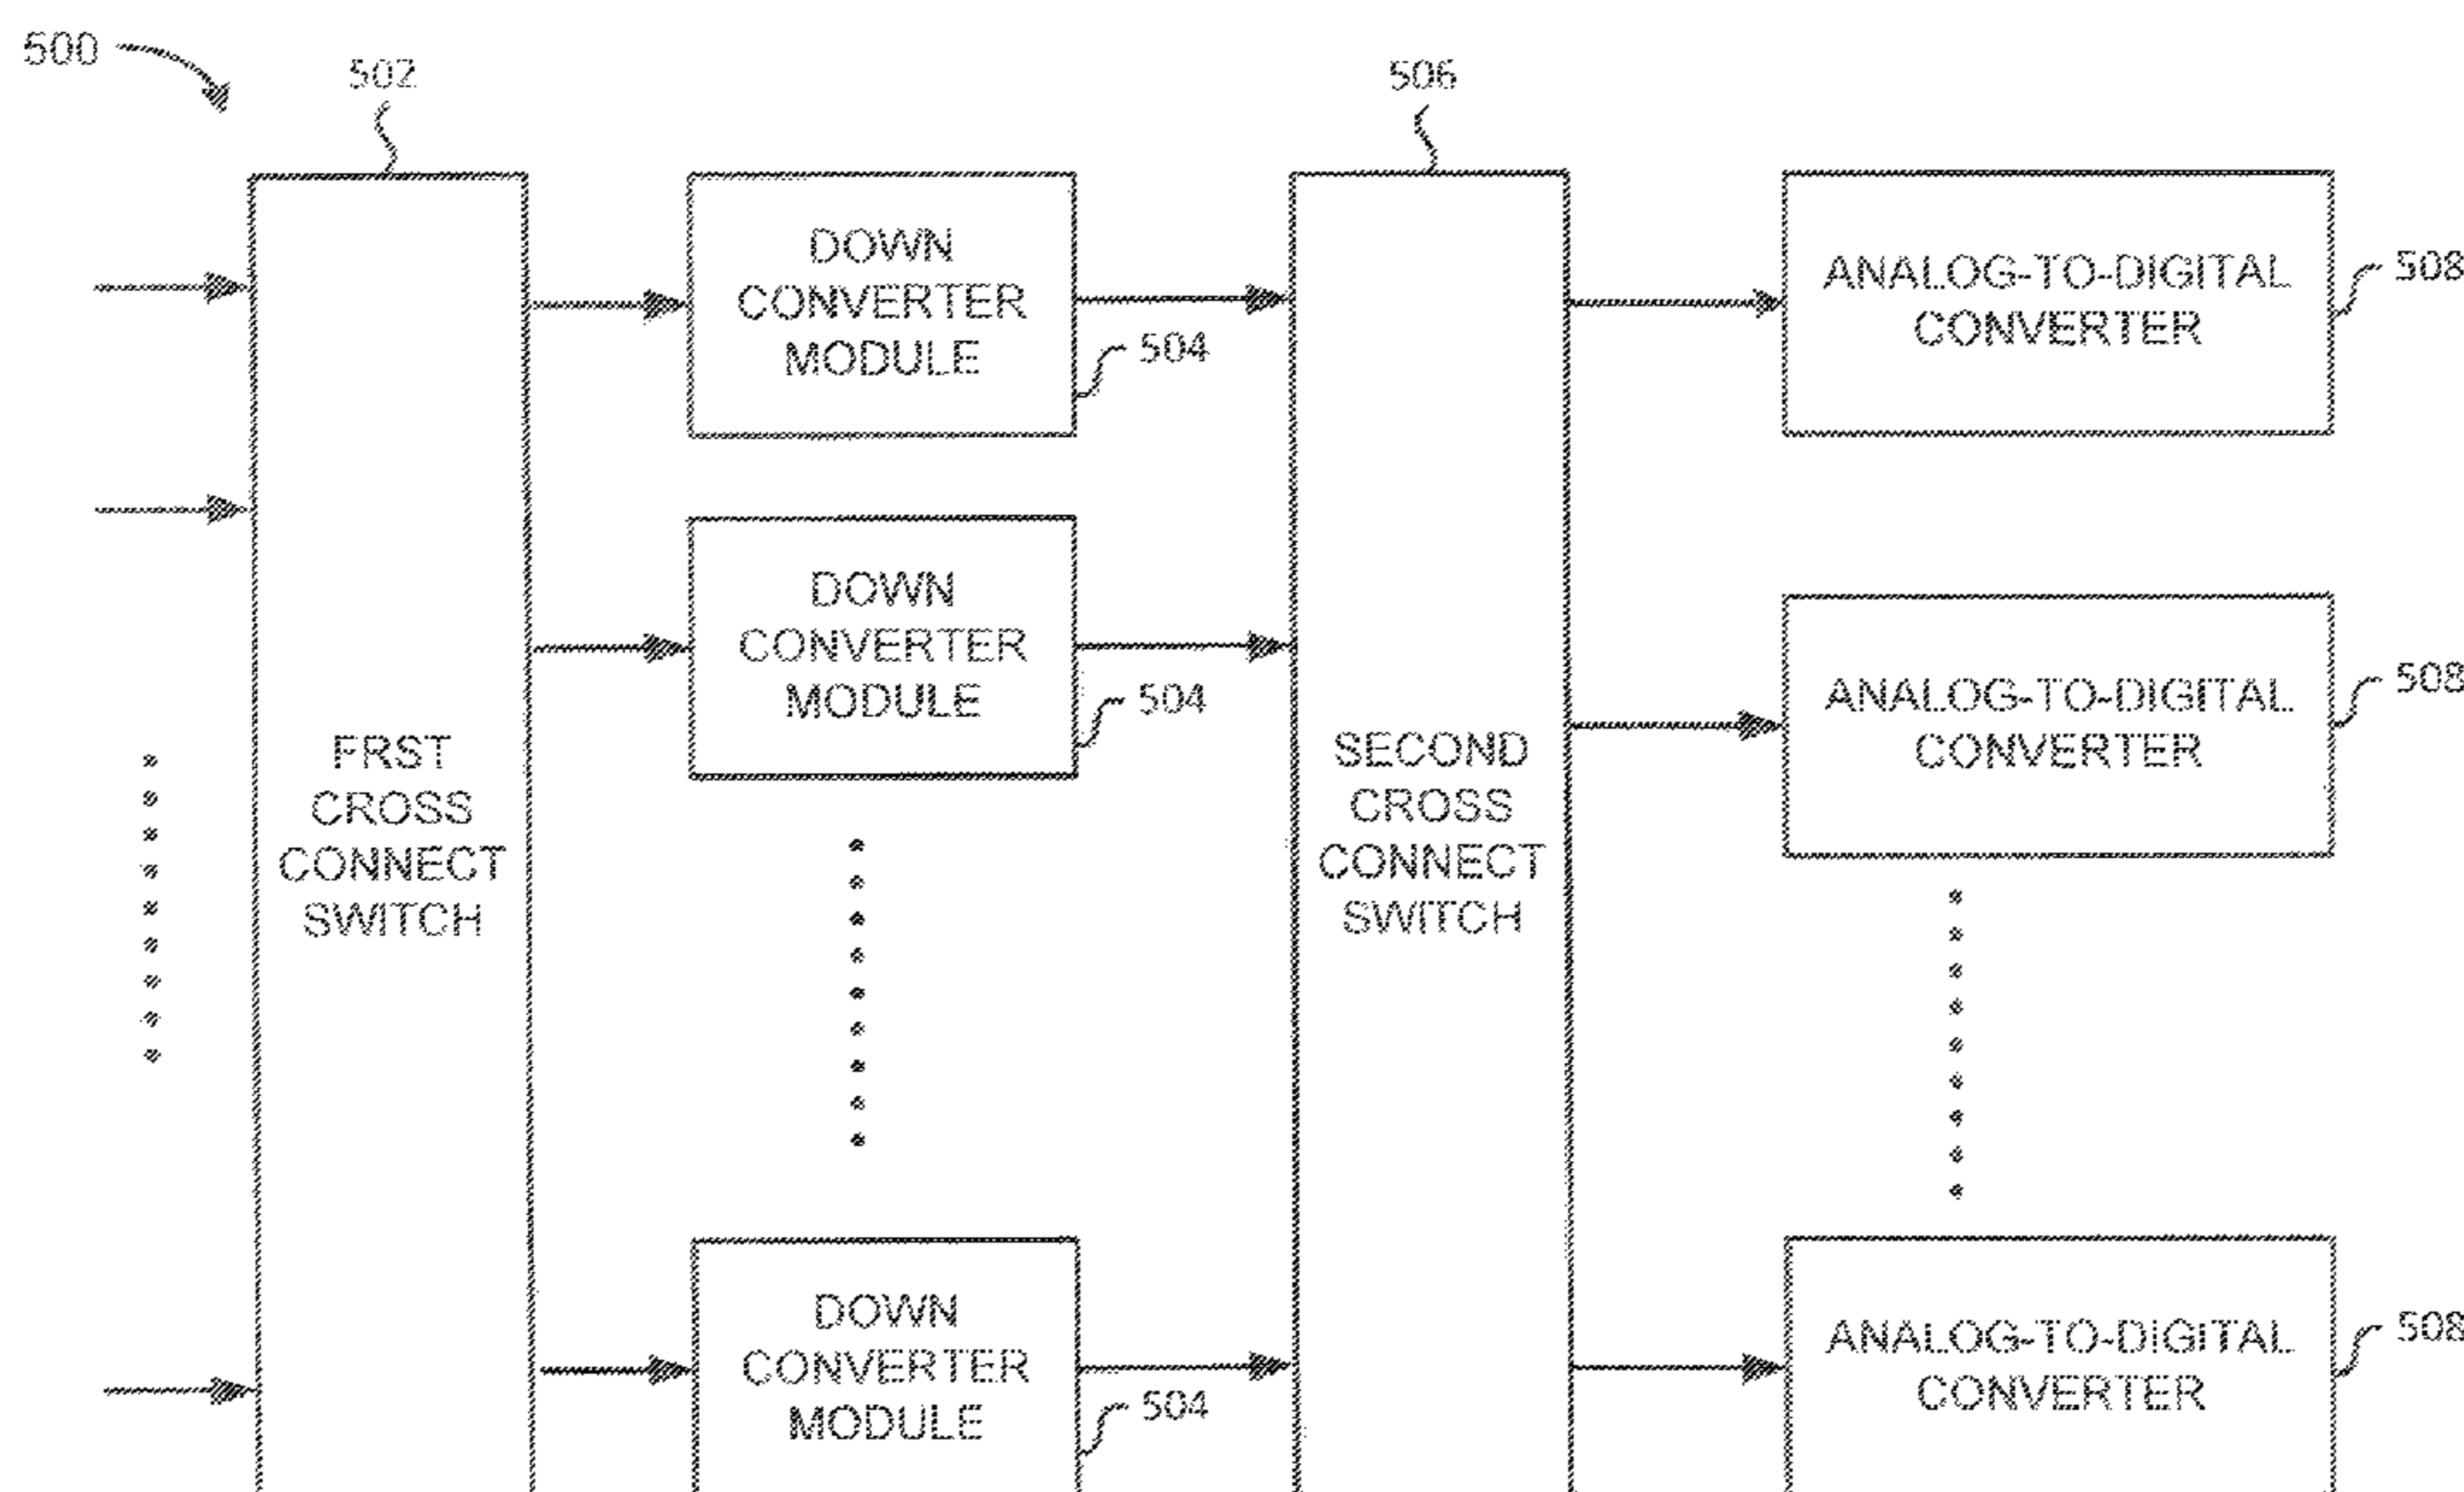 500
502
506
DOWN
CONVERTER
MODULE
504
ANALOG-TO-DIGITAL
CONVERTER
508
DOWN
CONVERTER
MODULE
504
ANALOG-TO-DIGITAL
CONVERTER
508
FRST
CROSS
CONNECT
SWITCH
SECOND
CROSS
CONNECT
SWITCH
DOWN
CONVERTER
MODULE
504
ANALOG-TO-DIGITAL
CONVERTER
508